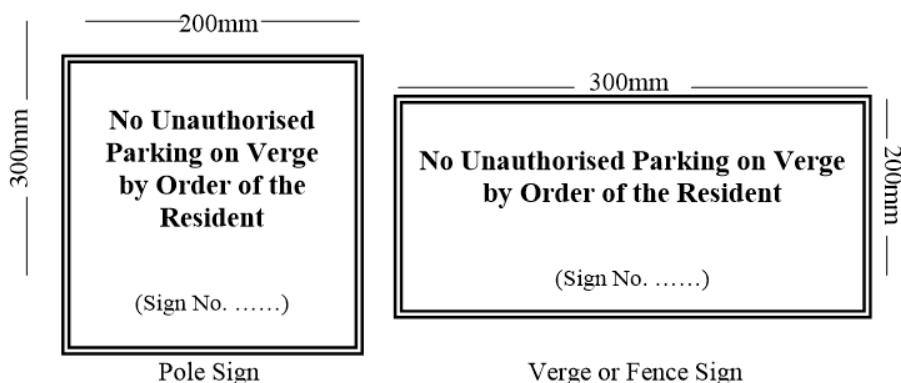 200mm
300mm
No Unauthorised
Parking on Verge
by Order of the
Resident
(Sign No. ……)
Pole Sign
300mm
200mm
No Unauthorised Parking on Verge
by Order of the Resident
(Sign No. ……)
Verge or Fence Sign